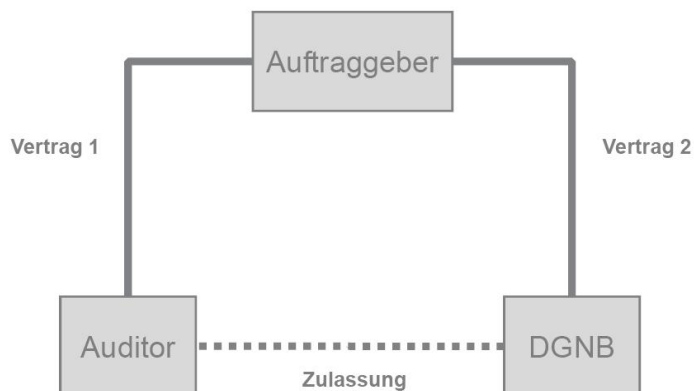 Auftraggeber
Vertrag 1
Vertrag 2
Auditor
DGNB
Zulassung